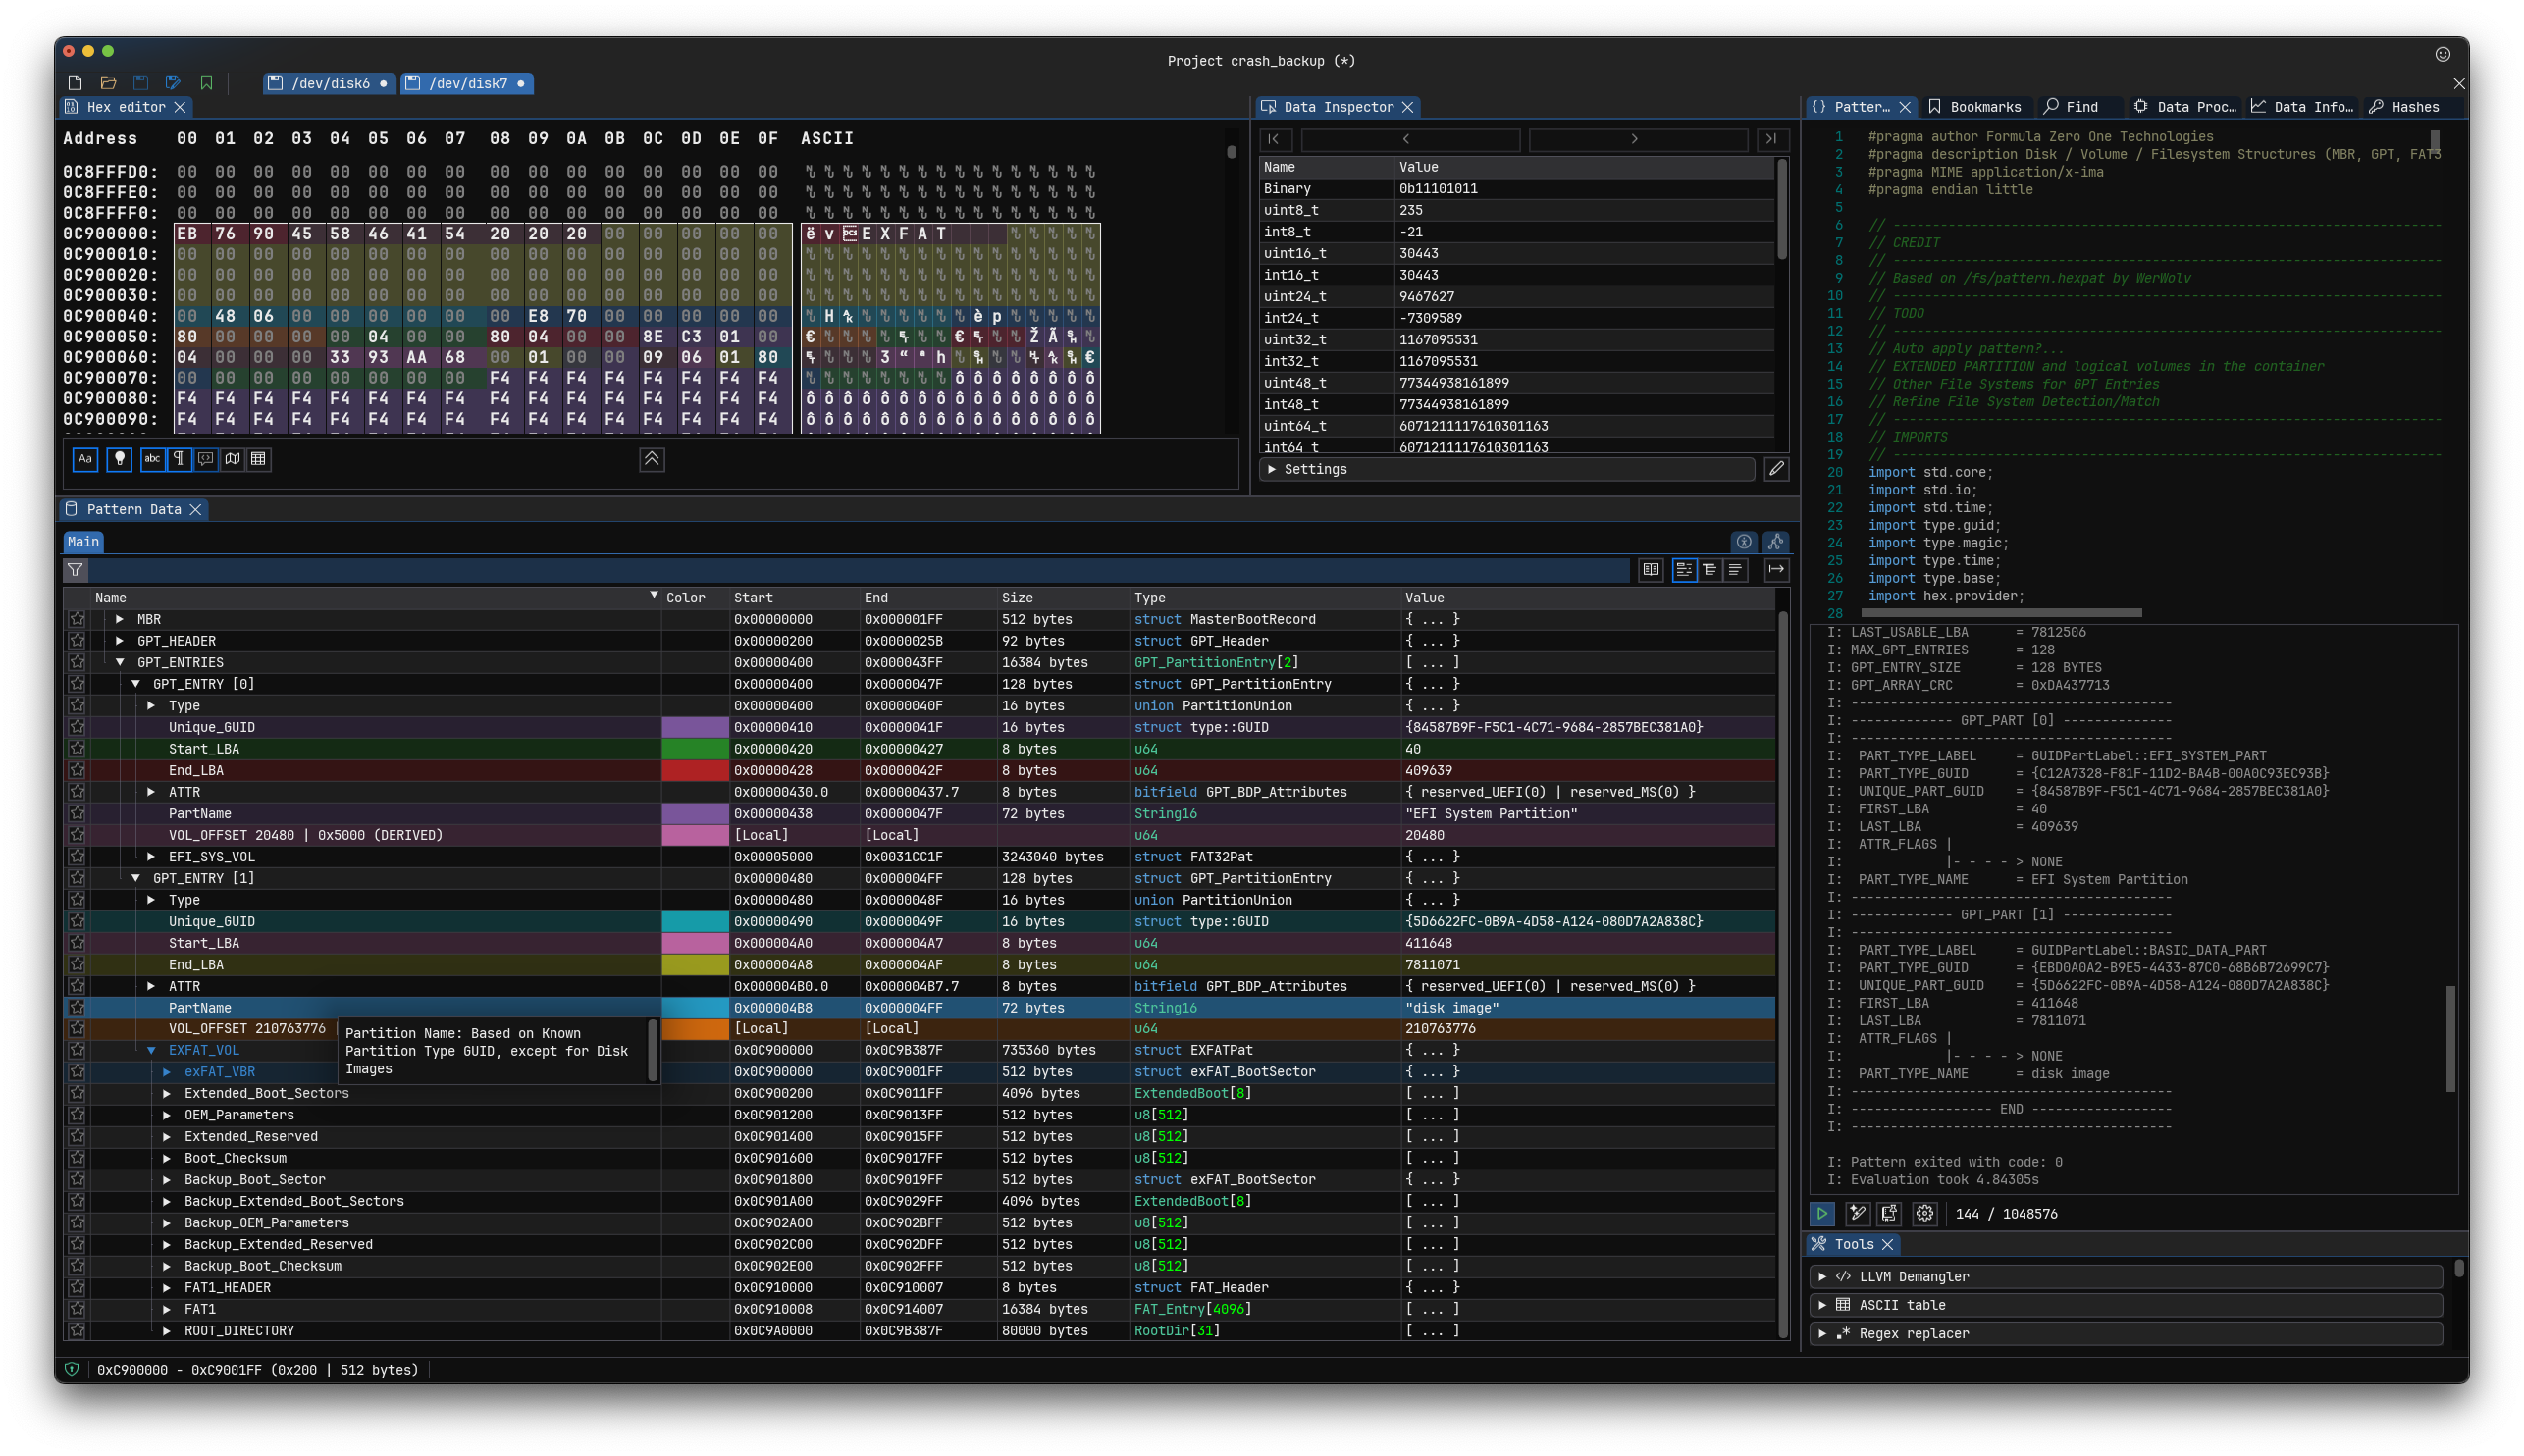 Project crash_backup (*)
/dev/disk6 ● /dev/disk7 ●
Hex editor
Address 00 01 02 03 04 05 06 07 08 09 0A 0B 0C 0D 0E 0F ASCII
0C8FFFD0: 00 00 00 00 00 00 00 00 00 00 00 00 00 00 00 00
0C8FFFE0: 00 00 00 00 00 00 00 00 00 00 00 00 00 00 00 00
0C8FFFF0: 00 00 00 00 00 00 00 00 00 00 00 00 00 00 00 00
0C900000: EB 76 90 45 58 46 41 54 20 20 20 00 00 00 00 00 ëv EXFAT
0C900010: 00 00 00 00 00 00 00 00 00 00 00 00 00 00 00 00
0C900020: 00 00 00 00 00 00 00 00 00 00 00 00 00 00 00 00
0C900030: 00 00 00 00 00 00 00 00 00 00 00 00 00 00 00 00
0C900040: 00 48 06 00 00 00 00 00 00 E8 70 00 00 00 00 00 H èp
0C900050: 80 00 00 00 00 04 00 00 80 04 00 00 8E C3 01 00 € € ŽÃ
0C900060: 04 00 00 00 33 93 AA 68 00 01 00 00 09 06 01 80 3“ªh €
0C900070: 00 00 00 00 00 00 00 00 F4 F4 F4 F4 F4 F4 F4 F4 ôôôôôôôô
0C900080: F4 F4 F4 F4 F4 F4 F4 F4 F4 F4 F4 F4 F4 F4 F4 F4 ôôôôôôôôôôôôôôôô
0C900090: F4 F4 F4 F4 F4 F4 F4 F4 F4 F4 F4 F4 F4 F4 F4 F4 ôôôôôôôôôôôôôôôô
Aa abc
Data Inspector
Name Value
Binary 0b11101011
uint8_t 235
int8_t -21
uint16_t 30443
int16_t 30443
uint24_t 9467627
int24_t -7309589
uint32_t 1167095531
int32_t 1167095531
uint48_t 77344938161899
int48_t 77344938161899
uint64_t 6071211117610301163
int64_t 6071211117610301163
Settings
Pattern Data
Main
Name Color Start End Size Type Value
MBR 0x00000000 0x000001FF 512 bytes struct MasterBootRecord { ... }
GPT_HEADER 0x00000200 0x0000025B 92 bytes struct GPT_Header { ... }
GPT_ENTRIES 0x00000400 0x000043FF 16384 bytes GPT_PartitionEntry[2] [ ... ]
GPT_ENTRY [0] 0x00000400 0x0000047F 128 bytes struct GPT_PartitionEntry { ... }
Type 0x00000400 0x0000040F 16 bytes union PartitionUnion { ... }
Unique_GUID 0x00000410 0x0000041F 16 bytes struct type::GUID {84587B9F-F5C1-4C71-9684-2857BEC381A0}
Start_LBA 0x00000420 0x00000427 8 bytes u64 40
End_LBA 0x00000428 0x0000042F 8 bytes u64 409639
ATTR 0x00000430.0 0x00000437.7 8 bytes bitfield GPT_BDP_Attributes { reserved_UEFI(0) | reserved_MS(0) }
PartName 0x00000438 0x0000047F 72 bytes String16 "EFI System Partition"
VOL_OFFSET 20480 | 0x5000 (DERIVED) [Local] [Local] u64 20480
EFI_SYS_VOL 0x00005000 0x0031CC1F 3243040 bytes struct FAT32Pat { ... }
GPT_ENTRY [1] 0x00000480 0x000004FF 128 bytes struct GPT_PartitionEntry { ... }
Type 0x00000480 0x0000048F 16 bytes union PartitionUnion { ... }
Unique_GUID 0x00000490 0x0000049F 16 bytes struct type::GUID {5D6622FC-0B9A-4D58-A124-080D7A2A838C}
Start_LBA 0x000004A0 0x000004A7 8 bytes u64 411648
End_LBA 0x000004A8 0x000004AF 8 bytes u64 7811071
ATTR 0x000004B0.0 0x000004B7.7 8 bytes bitfield GPT_BDP_Attributes { reserved_UEFI(0) | reserved_MS(0) }
PartName 0x000004B8 0x000004FF 72 bytes String16 "disk image"
VOL_OFFSET 210763776 [Local] [Local] u64 210763776
Partition Name: Based on Known
Partition Type GUID, except for Disk
Images
EXFAT_VOL 0x0C900000 0x0C9B387F 735360 bytes struct EXFATPat { ... }
exFAT_VBR 0x0C900000 0x0C9001FF 512 bytes struct exFAT_BootSector { ... }
Extended_Boot_Sectors 0x0C900200 0x0C9011FF 4096 bytes ExtendedBoot[8] [ ... ]
OEM_Parameters 0x0C901200 0x0C9013FF 512 bytes u8[512] [ ... ]
Extended_Reserved 0x0C901400 0x0C9015FF 512 bytes u8[512] [ ... ]
Boot_Checksum 0x0C901600 0x0C9017FF 512 bytes u8[512] [ ... ]
Backup_Boot_Sector 0x0C901800 0x0C9019FF 512 bytes struct exFAT_BootSector { ... }
Backup_Extended_Boot_Sectors 0x0C901A00 0x0C9029FF 4096 bytes ExtendedBoot[8] [ ... ]
Backup_OEM_Parameters 0x0C902A00 0x0C902BFF 512 bytes u8[512] [ ... ]
Backup_Extended_Reserved 0x0C902C00 0x0C902DFF 512 bytes u8[512] [ ... ]
Backup_Boot_Checksum 0x0C902E00 0x0C902FFF 512 bytes u8[512] [ ... ]
FAT1_HEADER 0x0C910000 0x0C910007 8 bytes struct FAT_Header { ... }
FAT1 0x0C910008 0x0C914007 16384 bytes FAT_Entry[4096] [ ... ]
ROOT_DIRECTORY 0x0C9A0000 0x0C9B387F 80000 bytes RootDir[31] [ ... ]
0xC900000 - 0xC9001FF (0x200 | 512 bytes)
Patter… Bookmarks Find Data Proc… Data Info… Hashes
1 #pragma author Formula Zero One Technologies
2 #pragma description Disk / Volume / Filesystem Structures (MBR, GPT, FAT3
3 #pragma MIME application/x-ima
4 #pragma endian little
5
6 // ----------------------------------------------------------------------
7 // CREDIT
8 // ----------------------------------------------------------------------
9 // Based on /fs/pattern.hexpat by WerWolv
10 // ----------------------------------------------------------------------
11 // TODO
12 // ----------------------------------------------------------------------
13 // Auto apply pattern?...
14 // EXTENDED PARTITION and logical volumes in the container
15 // Other File Systems for GPT Entries
16 // Refine File System Detection/Match
17 // ----------------------------------------------------------------------
18 // IMPORTS
19 // ----------------------------------------------------------------------
20 import std.core;
21 import std.io;
22 import std.time;
23 import type.guid;
24 import type.magic;
25 import type.time;
26 import type.base;
27 import hex.provider;
28
I: LAST_USABLE_LBA = 7812506
I: MAX_GPT_ENTRIES = 128
I: GPT_ENTRY_SIZE = 128 BYTES
I: GPT_ARRAY_CRC = 0xDA437713
I: -----------------------------------------
I: ------------- GPT_PART [0] --------------
I: -----------------------------------------
I: PART_TYPE_LABEL = GUIDPartLabel::EFI_SYSTEM_PART
I: PART_TYPE_GUID = {C12A7328-F81F-11D2-BA4B-00A0C93EC93B}
I: UNIQUE_PART_GUID = {84587B9F-F5C1-4C71-9684-2857BEC381A0}
I: FIRST_LBA = 40
I: LAST_LBA = 409639
I: ATTR_FLAGS |
I: |- - - - > NONE
I: PART_TYPE_NAME = EFI System Partition
I: -----------------------------------------
I: ------------- GPT_PART [1] --------------
I: -----------------------------------------
I: PART_TYPE_LABEL = GUIDPartLabel::BASIC_DATA_PART
I: PART_TYPE_GUID = {EBD0A0A2-B9E5-4433-87C0-68B6B72699C7}
I: UNIQUE_PART_GUID = {5D6622FC-0B9A-4D58-A124-080D7A2A838C}
I: FIRST_LBA = 411648
I: LAST_LBA = 7811071
I: ATTR_FLAGS |
I: |- - - - > NONE
I: PART_TYPE_NAME = disk image
I: -----------------------------------------
I: ------------------ END ------------------
I: -----------------------------------------
I: Pattern exited with code: 0
I: Evaluation took 4.84305s
144 / 1048576
Tools
LLVM Demangler
ASCII table
Regex replacer